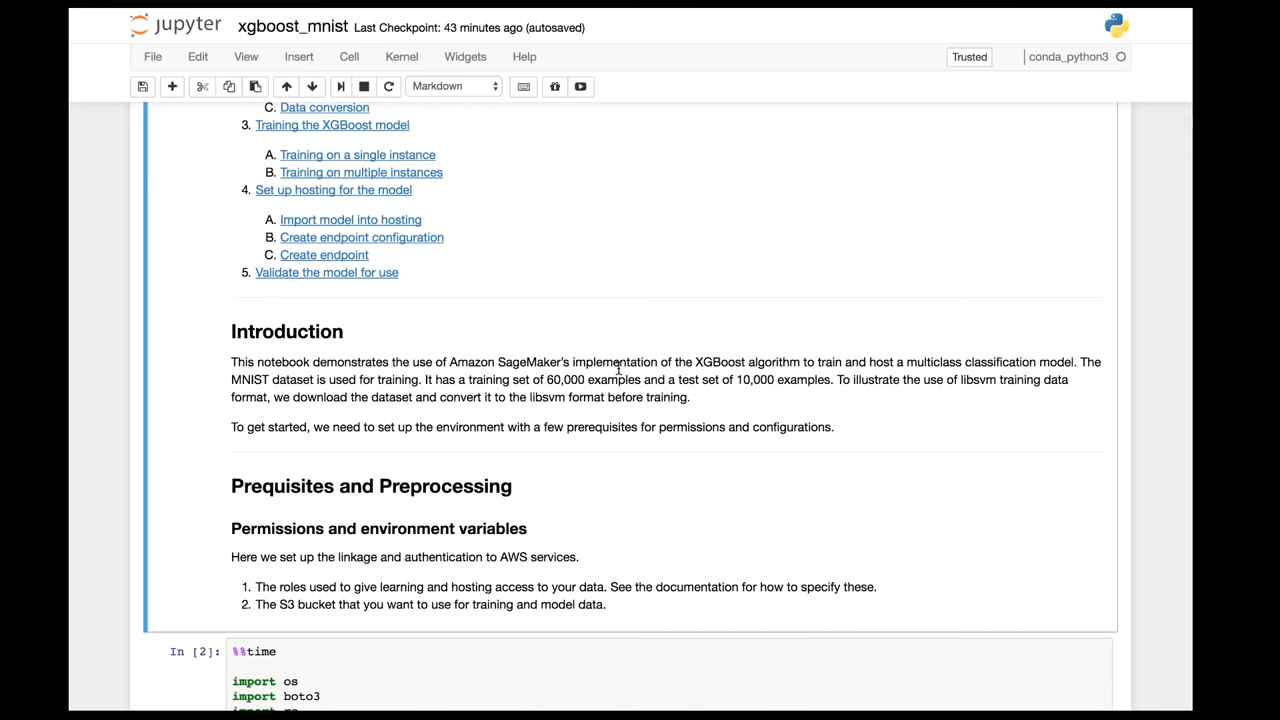 jupyter xgboost_mnist Last Checkpoint: 43 minutes ago (autosaved)
File Edit View Insert Cell Kernel Widgets Help Trusted conda_python3
Markdown
C. Data conversion
3. Training the XGBoost model
A. Training on a single instance
B. Training on multiple instances
4. Set up hosting for the model
A. Import model into hosting
B. Create endpoint configuration
C. Create endpoint
5. Validate the model for use
Introduction
This notebook demonstrates the use of Amazon SageMaker's implementation of the XGBoost algorithm to train and host a multiclass classification model. The
MNIST dataset is used for training. It has a training set of 60,000 examples and a test set of 10,000 examples. To illustrate the use of libsvm training data
format, we download the dataset and convert it to the libsvm format before training.
To get started, we need to set up the environment with a few prerequisites for permissions and configurations.
Prequisites and Preprocessing
Permissions and environment variables
Here we set up the linkage and authentication to AWS services.
1. The roles used to give learning and hosting access to your data. See the documentation for how to specify these.
2. The S3 bucket that you want to use for training and model data.
In [2]: %%time
import os
import boto3
import